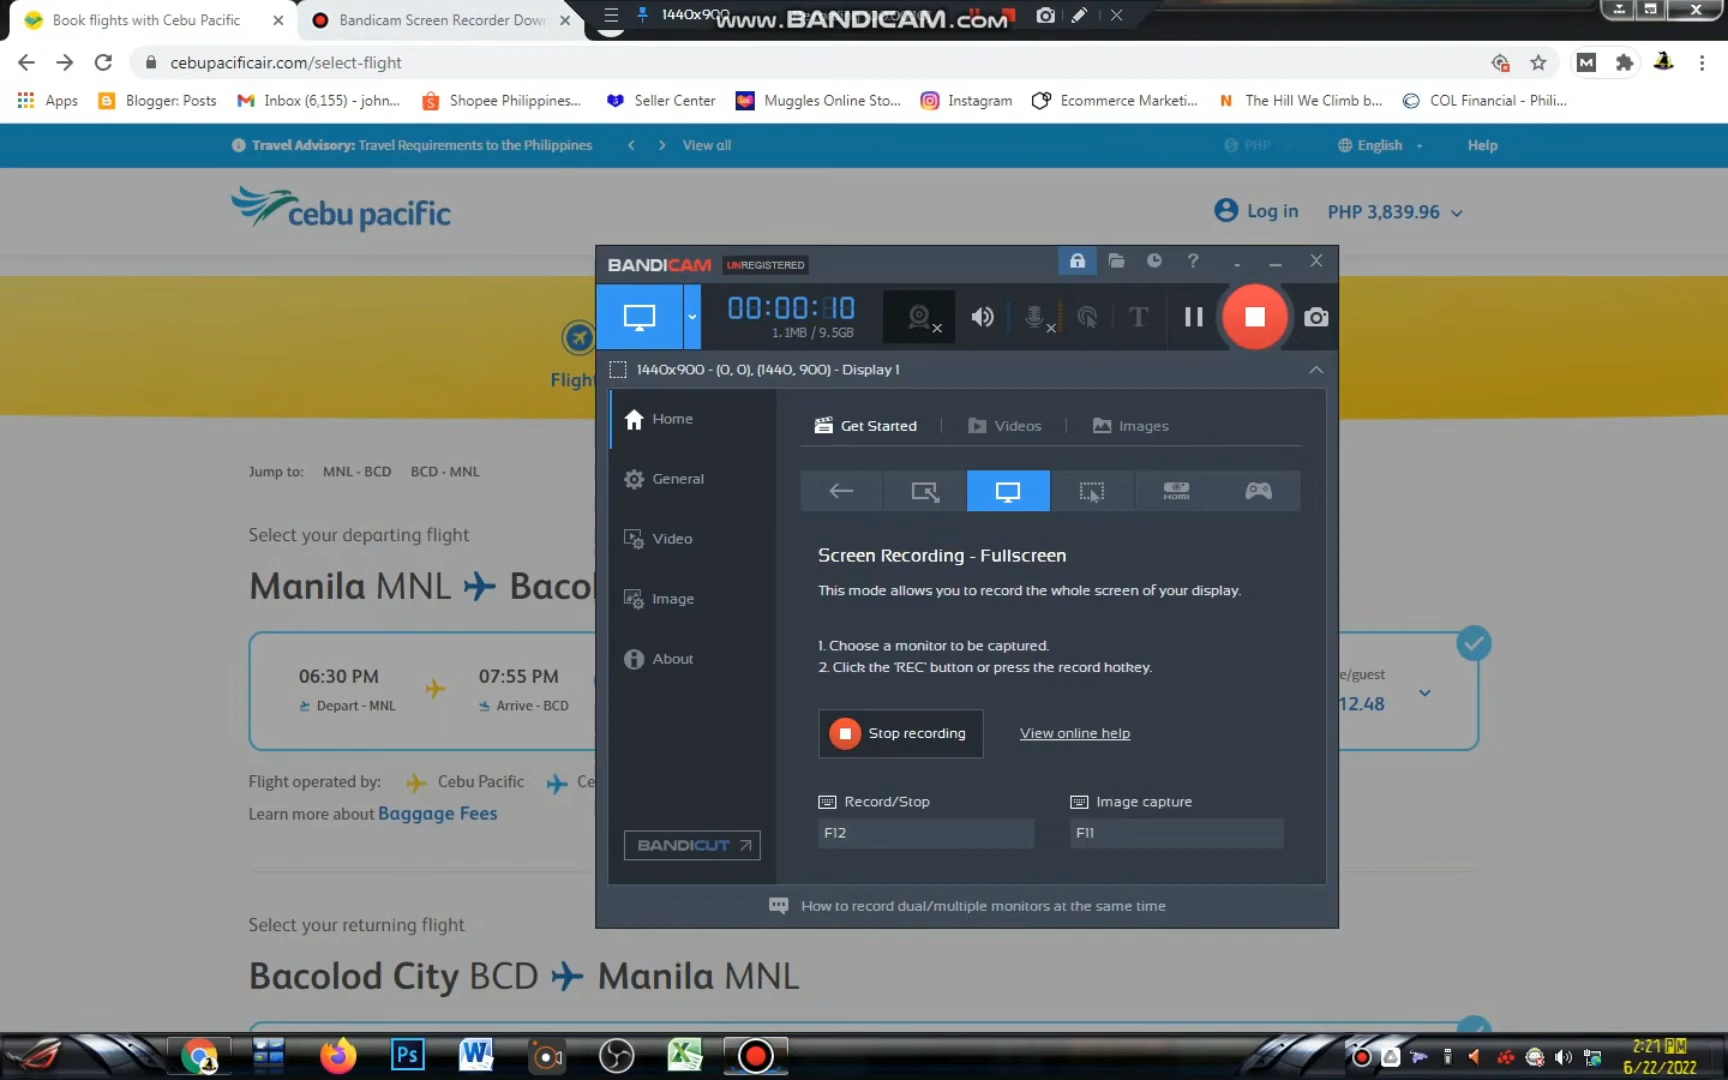 Book flights with Cebu Pacific
Bandicam Screen Recorder Dow
1440x900
www.BANDICAM.com
cebupacificair.com/select-flight
Apps
Blogger: Posts
Inbox (6,155) - john,...
Shopee Philippines...
Seller Center
Muggles Online Sto...
Instagram
Ecommerce Marketi...
The Hill We Climb b...
COL Financial - Phili...
Travel Advisory: Travel Requirements to the Philippines
View all
PHP
English
Help
cebu pacific
Log in
PHP 3,839.96
BANDICAM UNREGISTERED
00:00:10
1.1MB / 9.5GB
Flight
1440x900 - (0, 0), (1440, 900) - Display 1
Home
General
Video
Image
About
BANDICUT
Get Started
Videos
Images
HDMI
Screen Recording - Fullscreen
This mode allows you to record the whole screen of your display.
1. Choose a monitor to be captured.
2. Click the 'REC' button or press the record hotkey.
Stop recording
View online help
Record/Stop
Image capture
F12
F11
How to record dual/multiple monitors at the same time
Jump to: MNL - BCD BCD - MNL
Select your departing flight
Manila MNL Bacol
06:30 PM
07:55 PM
Depart - MNL
Arrive - BCD
e/guest
12.48
Flight operated by: Cebu Pacific Ce
Learn more about Baggage Fees
Select your returning flight
Bacolod City BCD Manila MNL
Ps
2:21 PM
6/22/2022